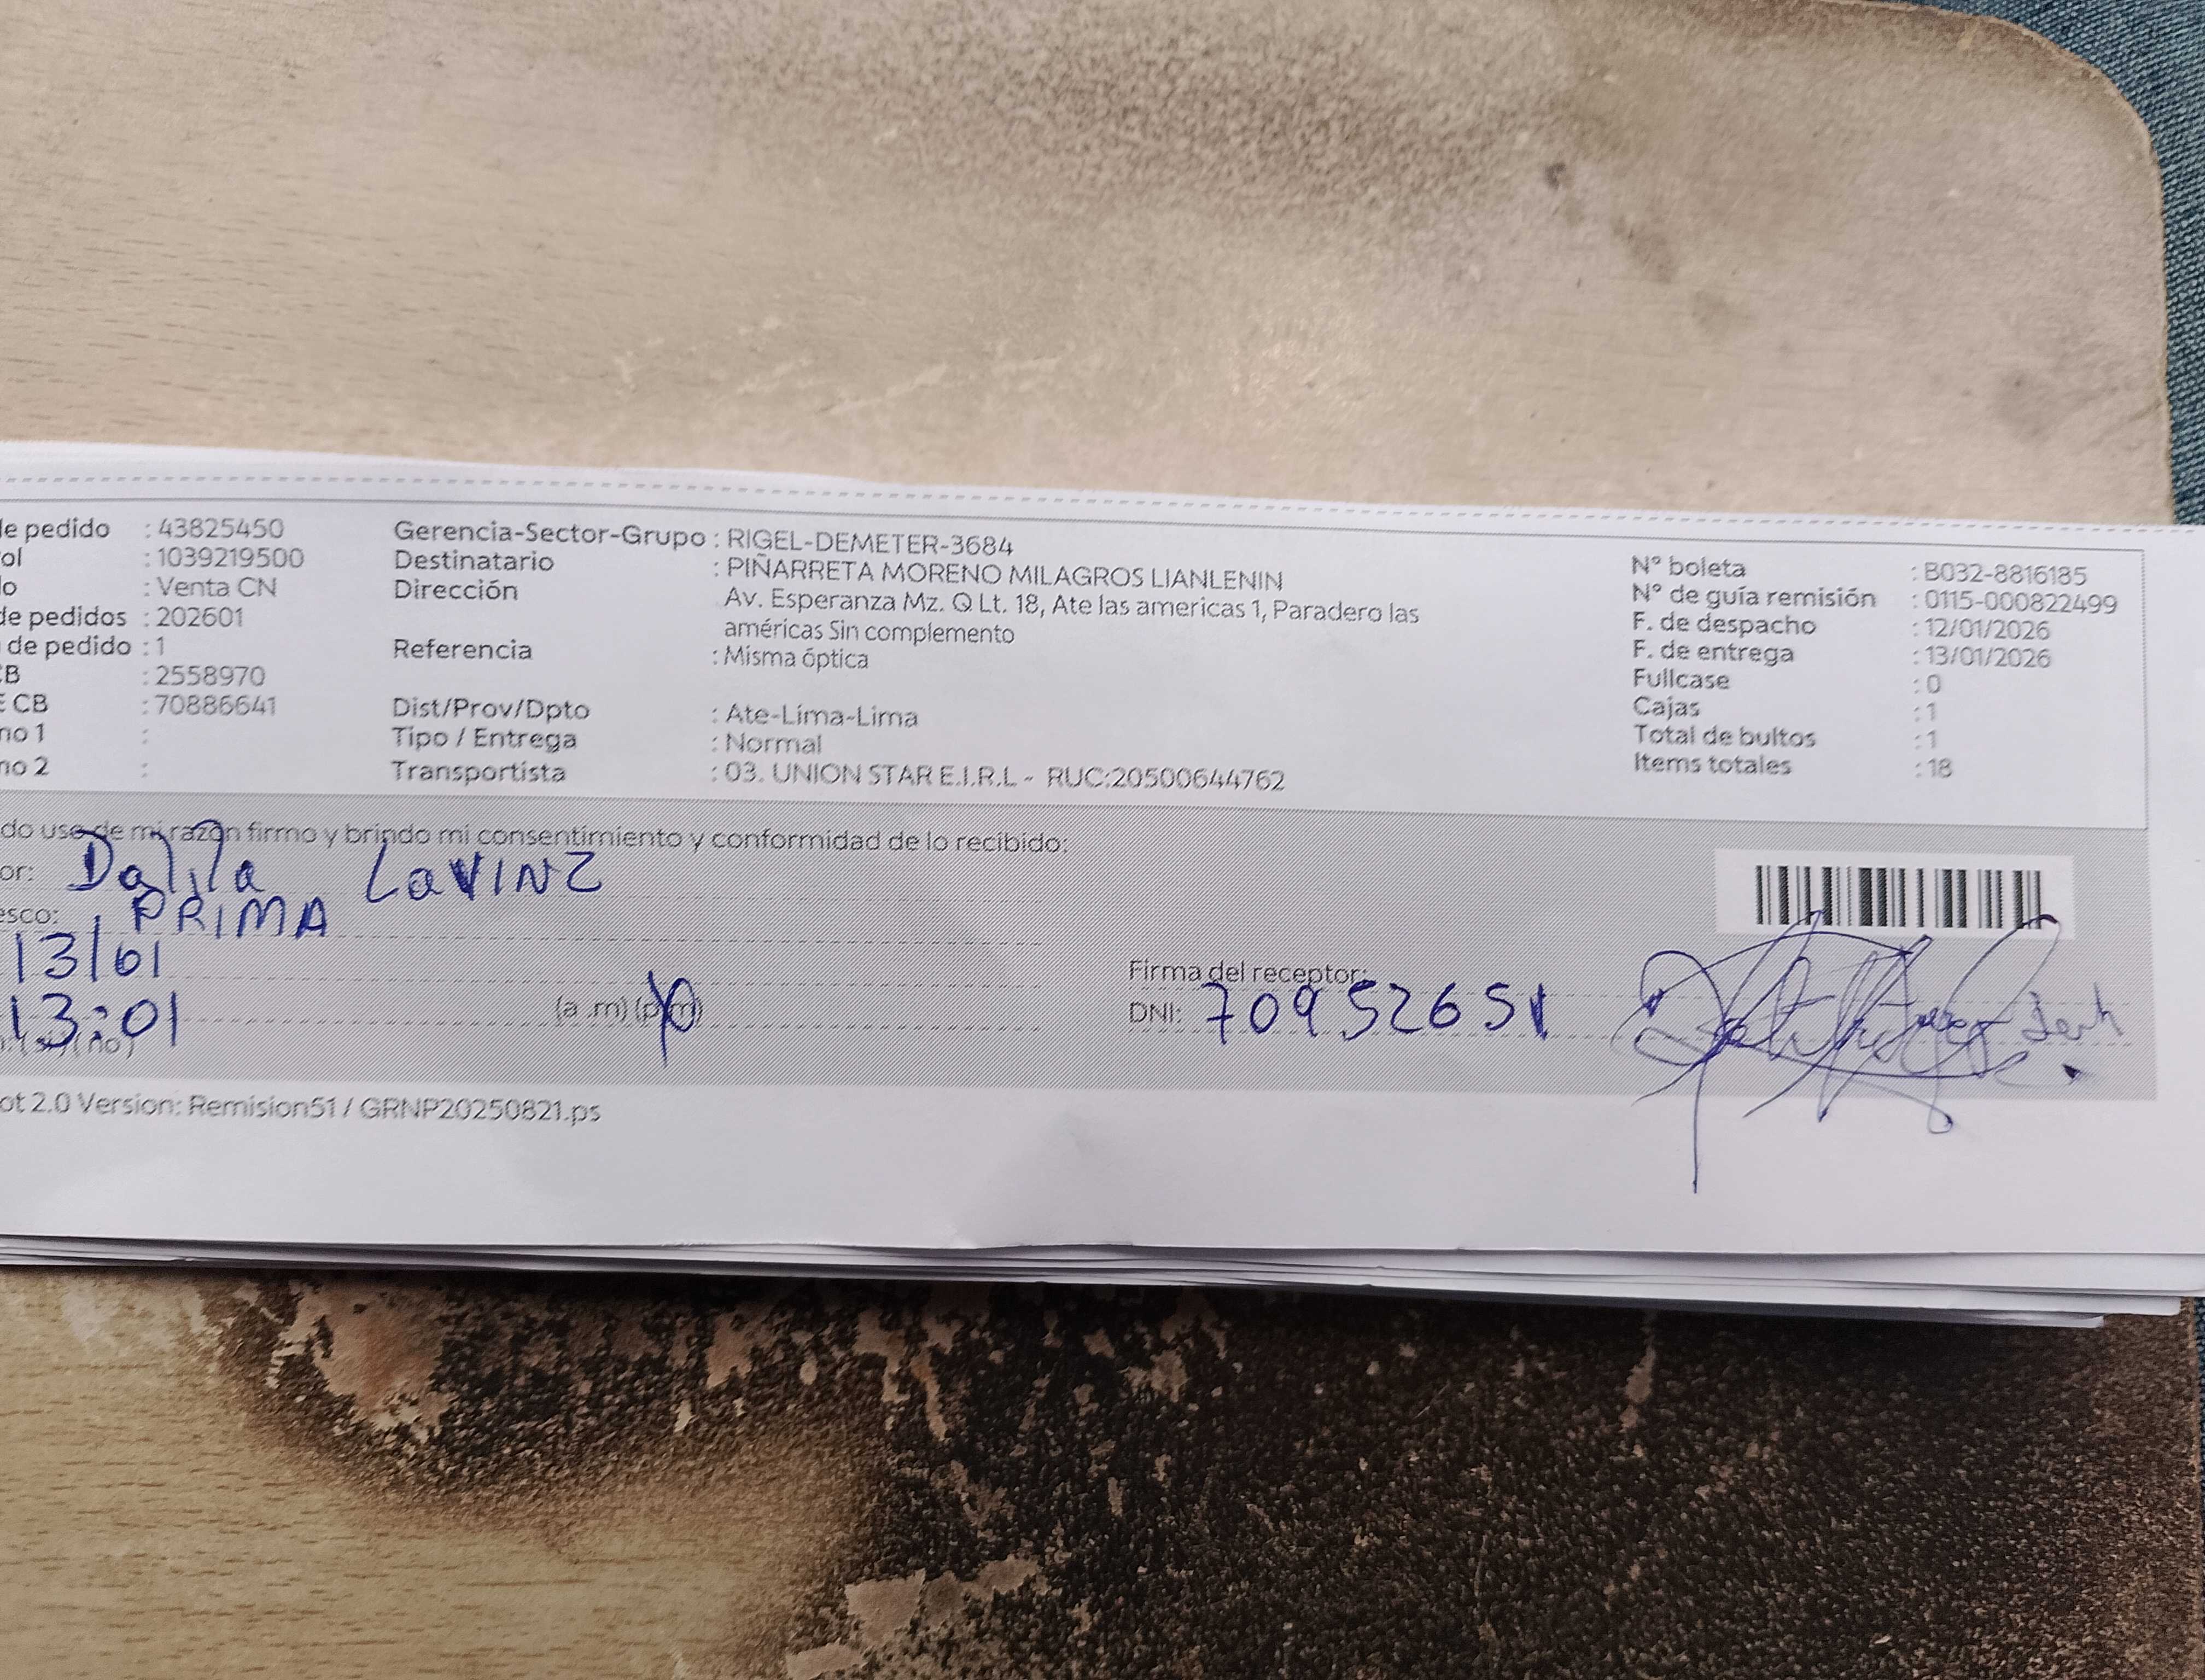 de pedido : 43825450
ol : 1039219500
o : Venta CN
de pedidos : 202601
de pedido : 1
CB : 2558970
E CB : 70886641
no 1 :
no 2 :
Gerencia-Sector-Grupo : RIGEL-DEMETER-3684
Destinatario : PIÑARRETA MORENO MILAGROS LIANLENIN
Dirección Av. Esperanza Mz. Q Lt. 18, Ate las americas 1, Paradero las
américas Sin complemento
Referencia : Misma óptica
Dist/Prov/Dpto : Ate-Lima-Lima
Tipo / Entrega : Normal
Transportista : 03. UNION STAR E.I.R.L - RUC:20500644762
N° boleta : B032-8816185
N° de guía remisión : 0115-000822499
F. de despacho : 12/01/2026
F. de entrega : 13/01/2026
Fullcase : 0
Cajas : 1
Total de bultos : 1
Items totales : 18
do uso de mi razón firmo y brindo mi consentimiento y conformidad de lo recibido:
or: Dalila
esco: PRIMA
13/01
13:01 (a .m) (p.m)
(si) (no)
Firma del receptor:
DNI: 70952651
ot 2.0 Version: Remision51 / GRNP20250821.ps